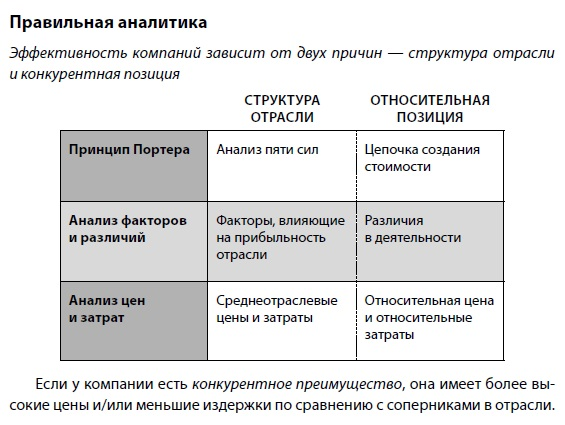 Правильная аналитика
Эффективность компаний зависит от двух причин — структура отрасли
и конкурентная позиция
СТРУКТУРА ОТНОСИТЕЛЬНАЯ
ОТРАСЛИ ПОЗИЦИЯ
Принцип Портера Анализ пяти сил Цепочка создания
стоимости
Анализ факторов Факторы, влияющие Различия
и различий на прибыльность в деятельности
отрасли
Анализ цен Среднеотраслевые Относительная цена
и затрат цены и затраты и относительные
затраты
Если у компании есть конкурентное преимущество, она имеет более вы-
сокие цены и/или меньшие издержки по сравнению с соперниками в отрасли.